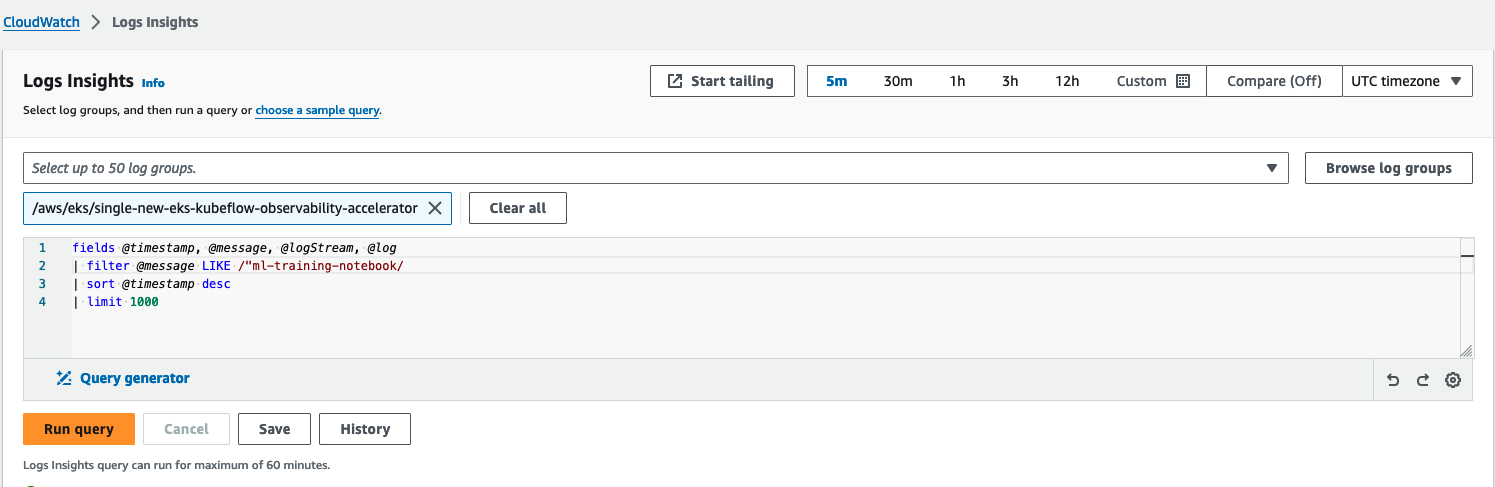 CloudWatch > Logs Insights
Logs Insights Info
Start tailing
5m 30m 1h 3h 12h Custom
Compare (Off)
UTC timezone
Select log groups, and then run a query or choose a sample query.
Select up to 50 log groups.
Browse log groups
/aws/eks/single-new-eks-kubeflow-observability-accelerator
Clear all
1 fields @timestamp, @message, @logStream, @log
2 | filter @message LIKE /"ml-training-notebook/
3 | sort @timestamp desc
4 | limit 1000
Query generator
Run query Cancel Save History
Logs Insights query can run for maximum of 60 minutes.